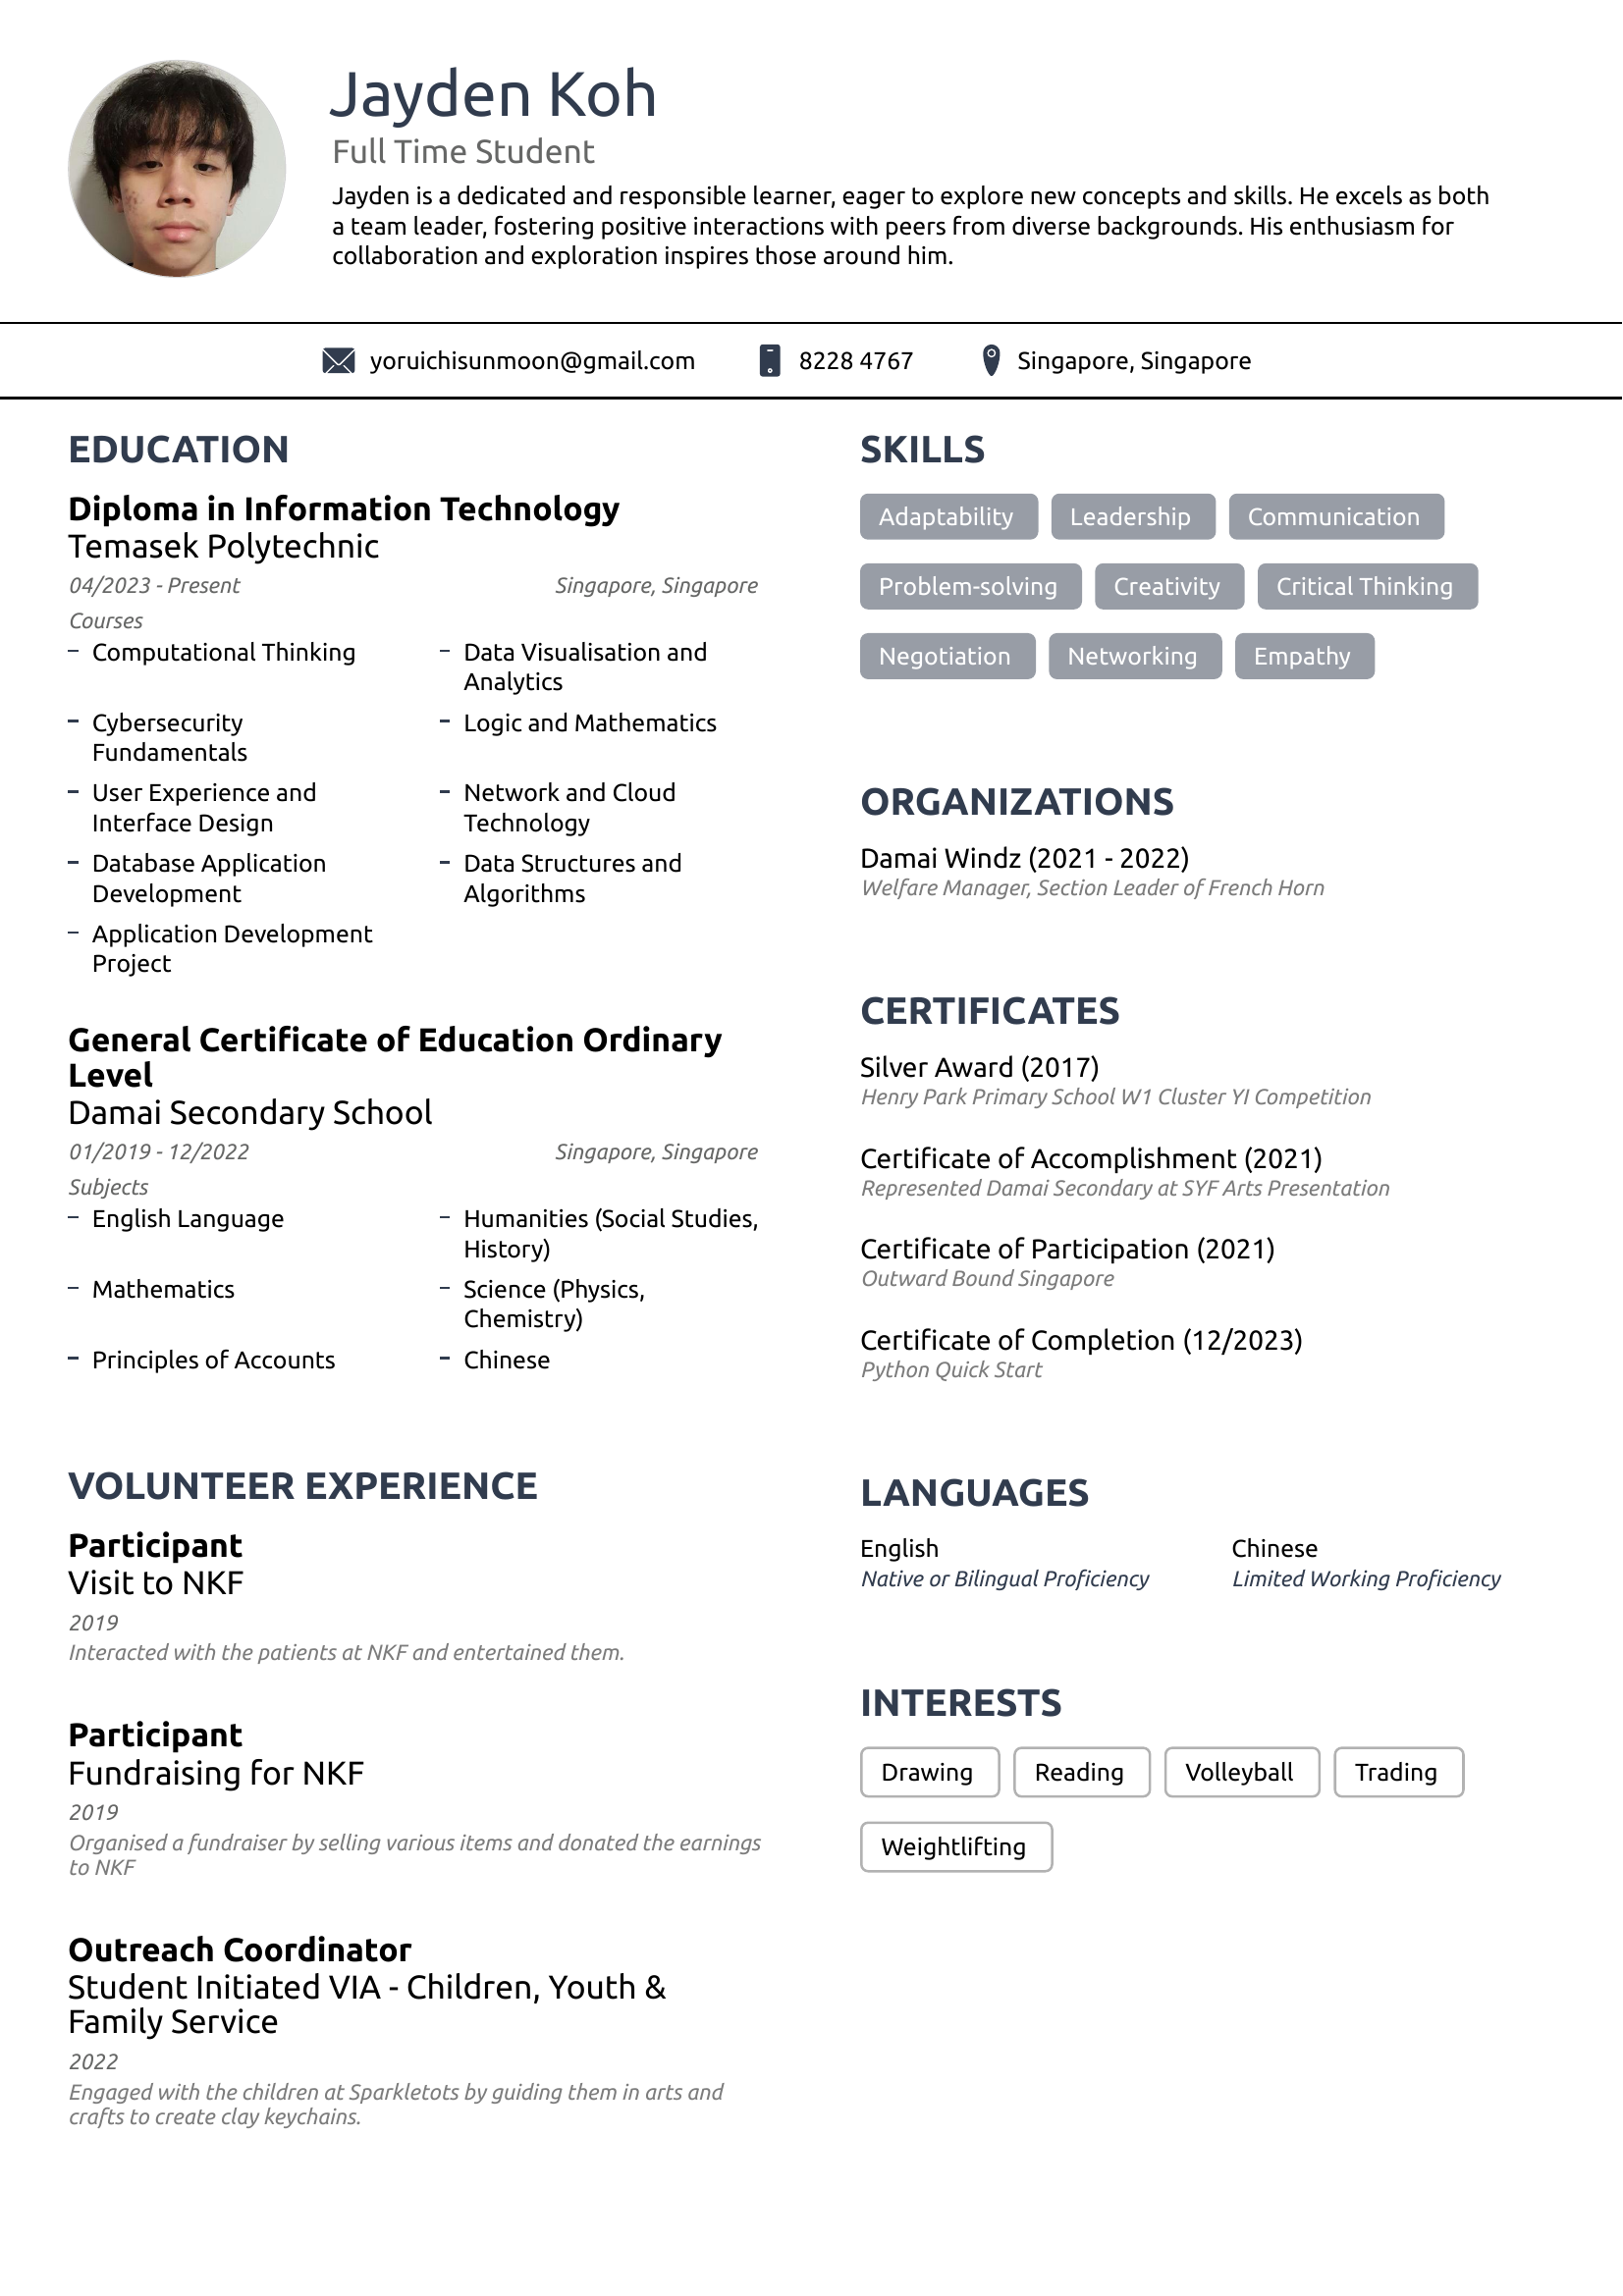 Jayden Koh
Full Time Student
Jayden is a dedicated and responsible learner, eager to explore new concepts and skills. He excels as both
a team leader, fostering positive interactions with peers from diverse backgrounds. His enthusiasm for
collaboration and exploration inspires those around him.
yoruichisunmoon@gmail.com
8228 4767
Singapore, Singapore
EDUCATION
Diploma in Information Technology
Temasek Polytechnic
04/2023 - Present
Singapore, Singapore
Courses
– Computational Thinking
– Data Visualisation and
Analytics
– Cybersecurity
Fundamentals
– Logic and Mathematics
– User Experience and
Interface Design
– Network and Cloud
Technology
– Database Application
Development
– Data Structures and
Algorithms
– Application Development
Project
General Certificate of Education Ordinary
Level
Damai Secondary School
01/2019 - 12/2022
Singapore, Singapore
Subjects
– English Language
– Humanities (Social Studies,
History)
– Mathematics
– Science (Physics,
Chemistry)
– Principles of Accounts
– Chinese
VOLUNTEER EXPERIENCE
Participant
Visit to NKF
2019
Interacted with the patients at NKF and entertained them.
Participant
Fundraising for NKF
2019
Organised a fundraiser by selling various items and donated the earnings
to NKF
Outreach Coordinator
Student Initiated VIA - Children, Youth &
Family Service
2022
Engaged with the children at Sparkletots by guiding them in arts and
crafts to create clay keychains.
SKILLS
Adaptability
Leadership
Communication
Problem-solving
Creativity
Critical Thinking
Negotiation
Networking
Empathy
ORGANIZATIONS
Damai Windz (2021 - 2022)
Welfare Manager, Section Leader of French Horn
CERTIFICATES
Silver Award (2017)
Henry Park Primary School W1 Cluster YI Competition
Certificate of Accomplishment (2021)
Represented Damai Secondary at SYF Arts Presentation
Certificate of Participation (2021)
Outward Bound Singapore
Certificate of Completion (12/2023)
Python Quick Start
LANGUAGES
English
Native or Bilingual Proficiency
Chinese
Limited Working Proficiency
INTERESTS
Drawing
Reading
Volleyball
Trading
Weightlifting